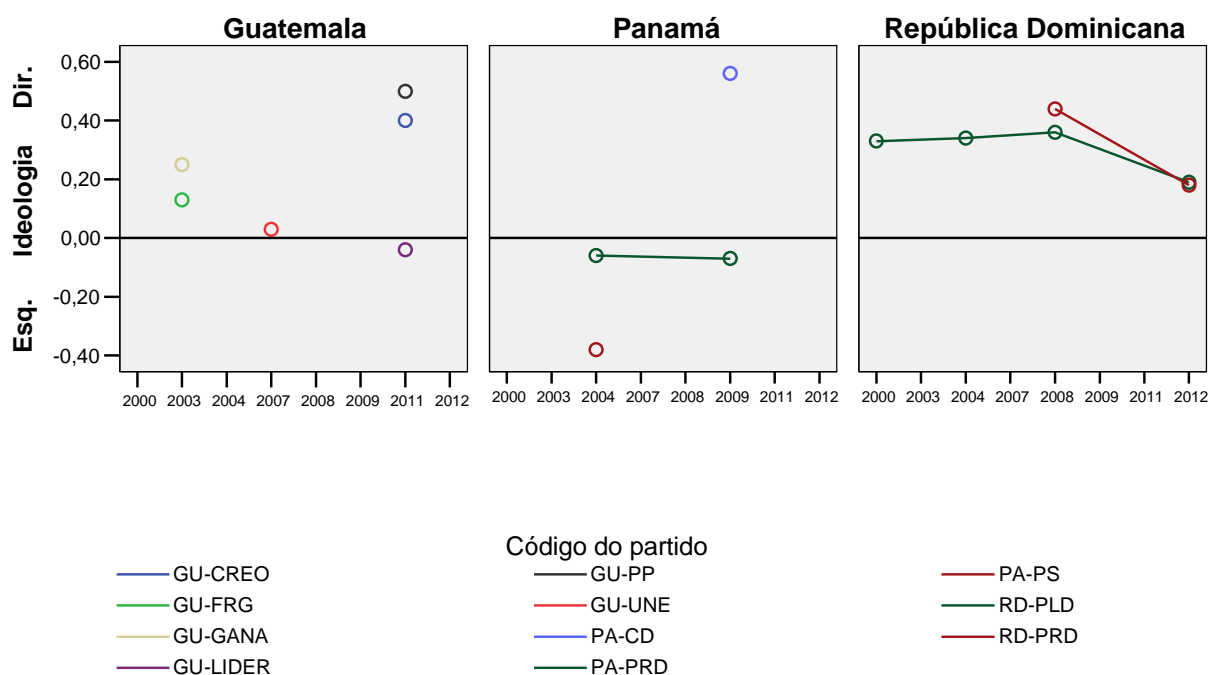 Guatemala
Panamá
República Dominicana
Esq. Ideologia Dir.
0,60
0,40
0,20
0,00
-0,20
-0,40
2000 2003 2004 2007 2008 2009 2011 2012
2000 2003 2004 2007 2008 2009 2011 2012
2000 2003 2004 2007 2008 2009 2011 2012
Código do partido
GU-CREO
GU-FRG
GU-GANA
GU-LIDER
GU-PP
GU-UNE
PA-CD
PA-PRD
PA-PS
RD-PLD
RD-PRD